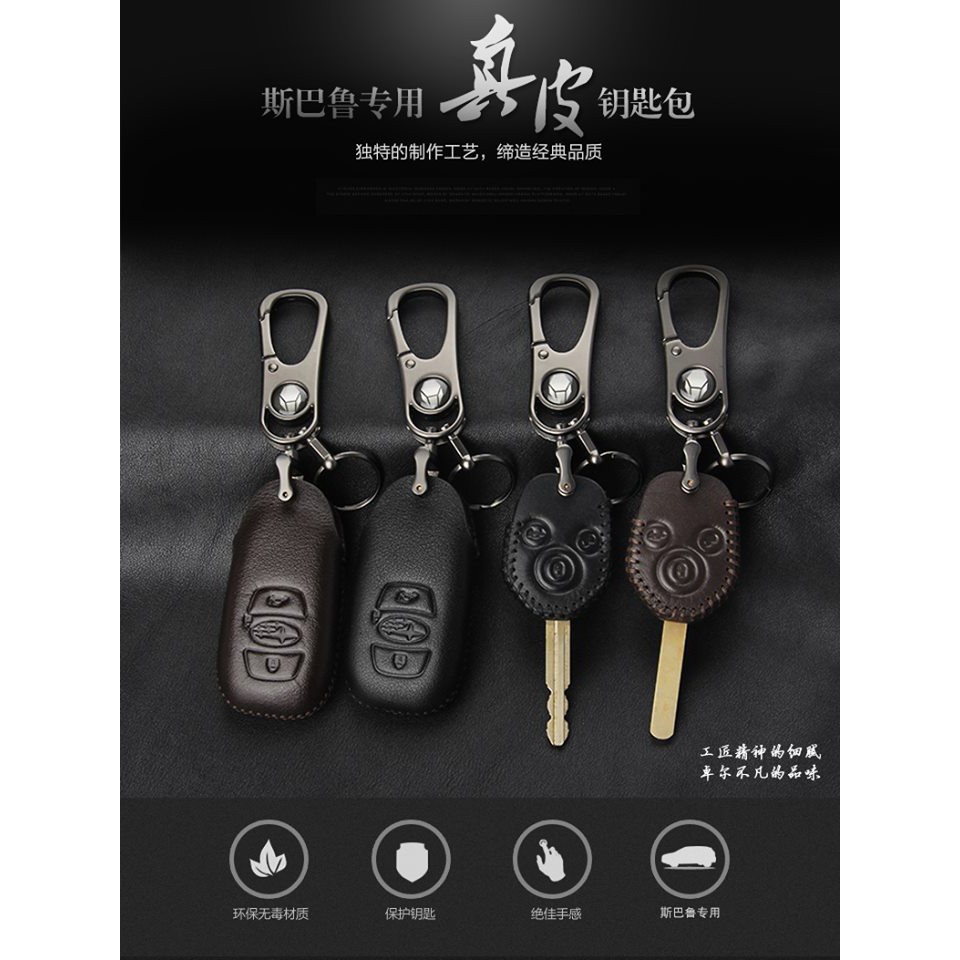 斯巴鲁专用真皮钥匙包
独特的制作工艺，缔造经典品质
工匠精神的细腻
卓尔不凡的品味
环保无毒材质
保护钥匙
绝佳手感
斯巴鲁专用